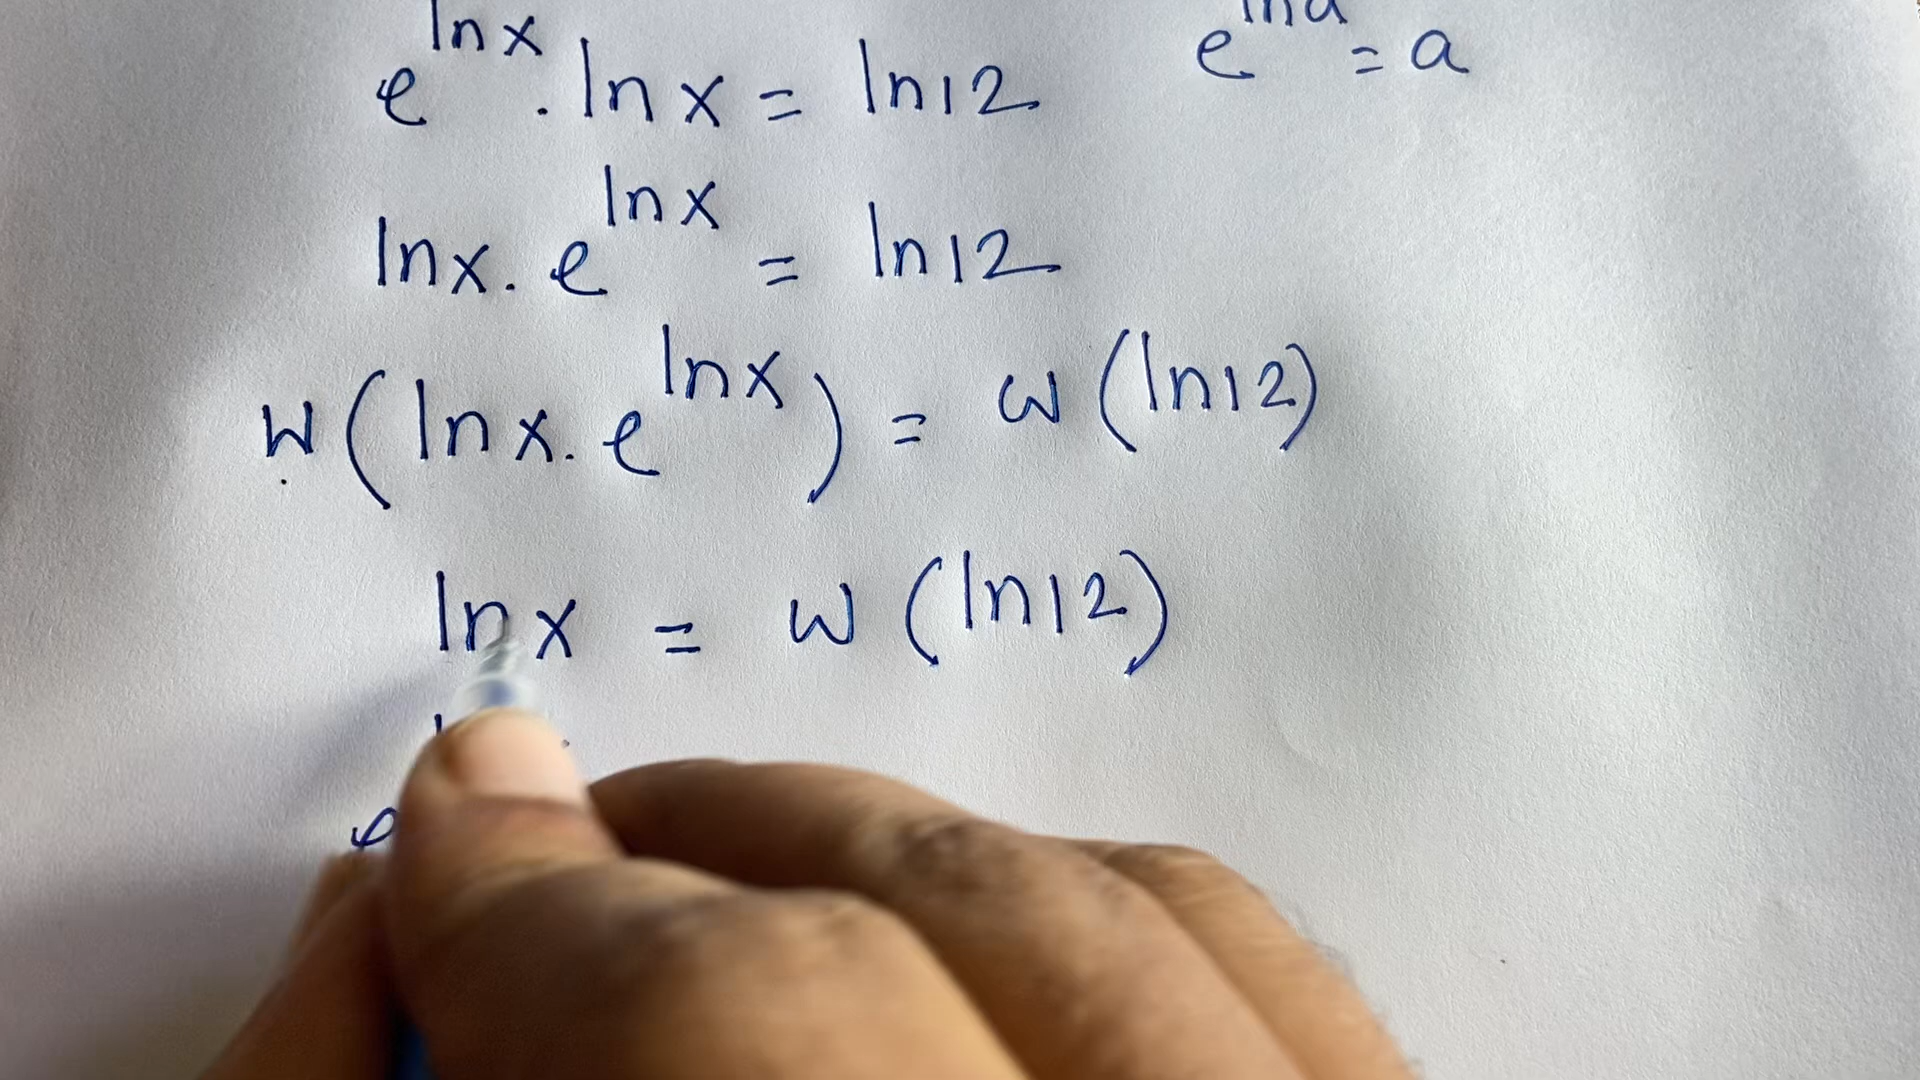 e^{ln x} . ln x = ln 12
e^{ln a} = a
ln x . e^{ln x} = ln 12
W ( ln x . e^{ln x} ) = W ( ln 12 )
ln x = W ( ln 12 )
e